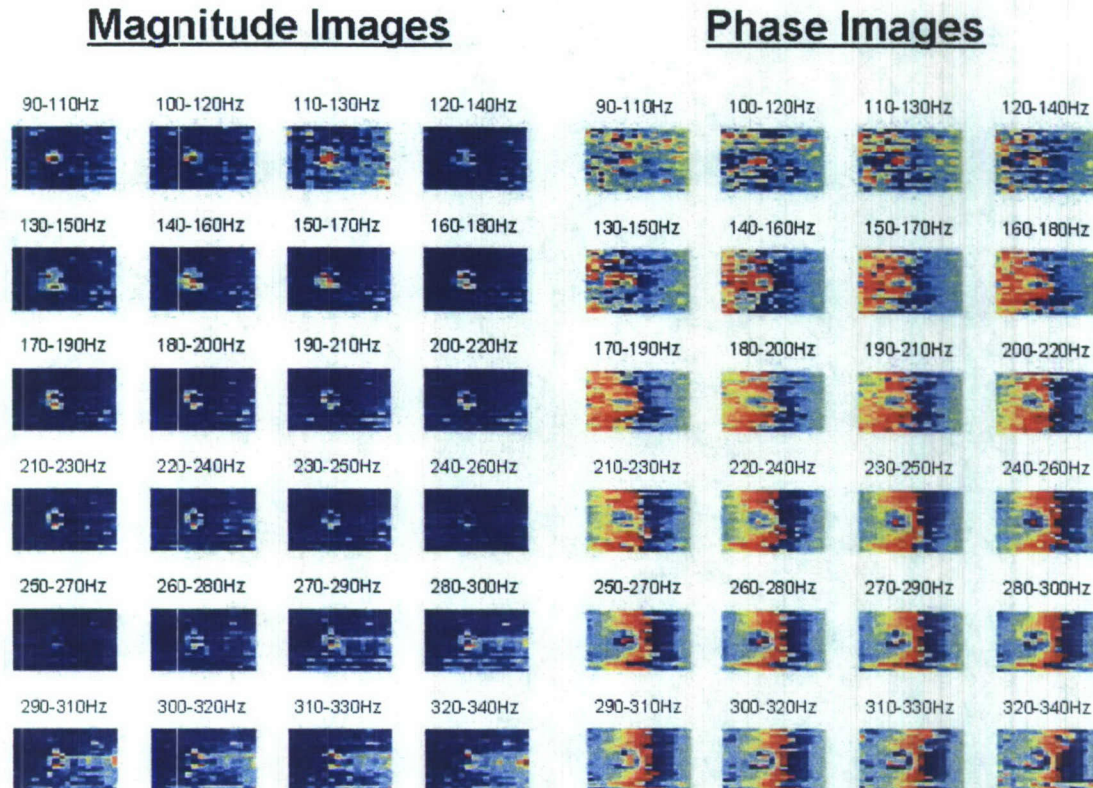 Magnitude Images
Phase Images
90-110Hz 100-120Hz 110-130Hz 120-140Hz
90-110Hz 100-120Hz 110-130Hz 120-140Hz
130-150Hz 140-160Hz 150-170Hz 160-180Hz
130-150Hz 140-160Hz 150-170Hz 160-180Hz
170-190Hz 180-200Hz 190-210Hz 200-220Hz
170-190Hz 180-200Hz 190-210Hz 200-220Hz
210-230Hz 220-240Hz 230-250Hz 240-260Hz
210-230Hz 220-240Hz 230-250Hz 240-260Hz
250-270Hz 260-280Hz 270-290Hz 280-300Hz
250-270Hz 260-280Hz 270-290Hz 280-300Hz
290-310Hz 300-320Hz 310-330Hz 320-340Hz
290-310Hz 300-320Hz 310-330Hz 320-340Hz